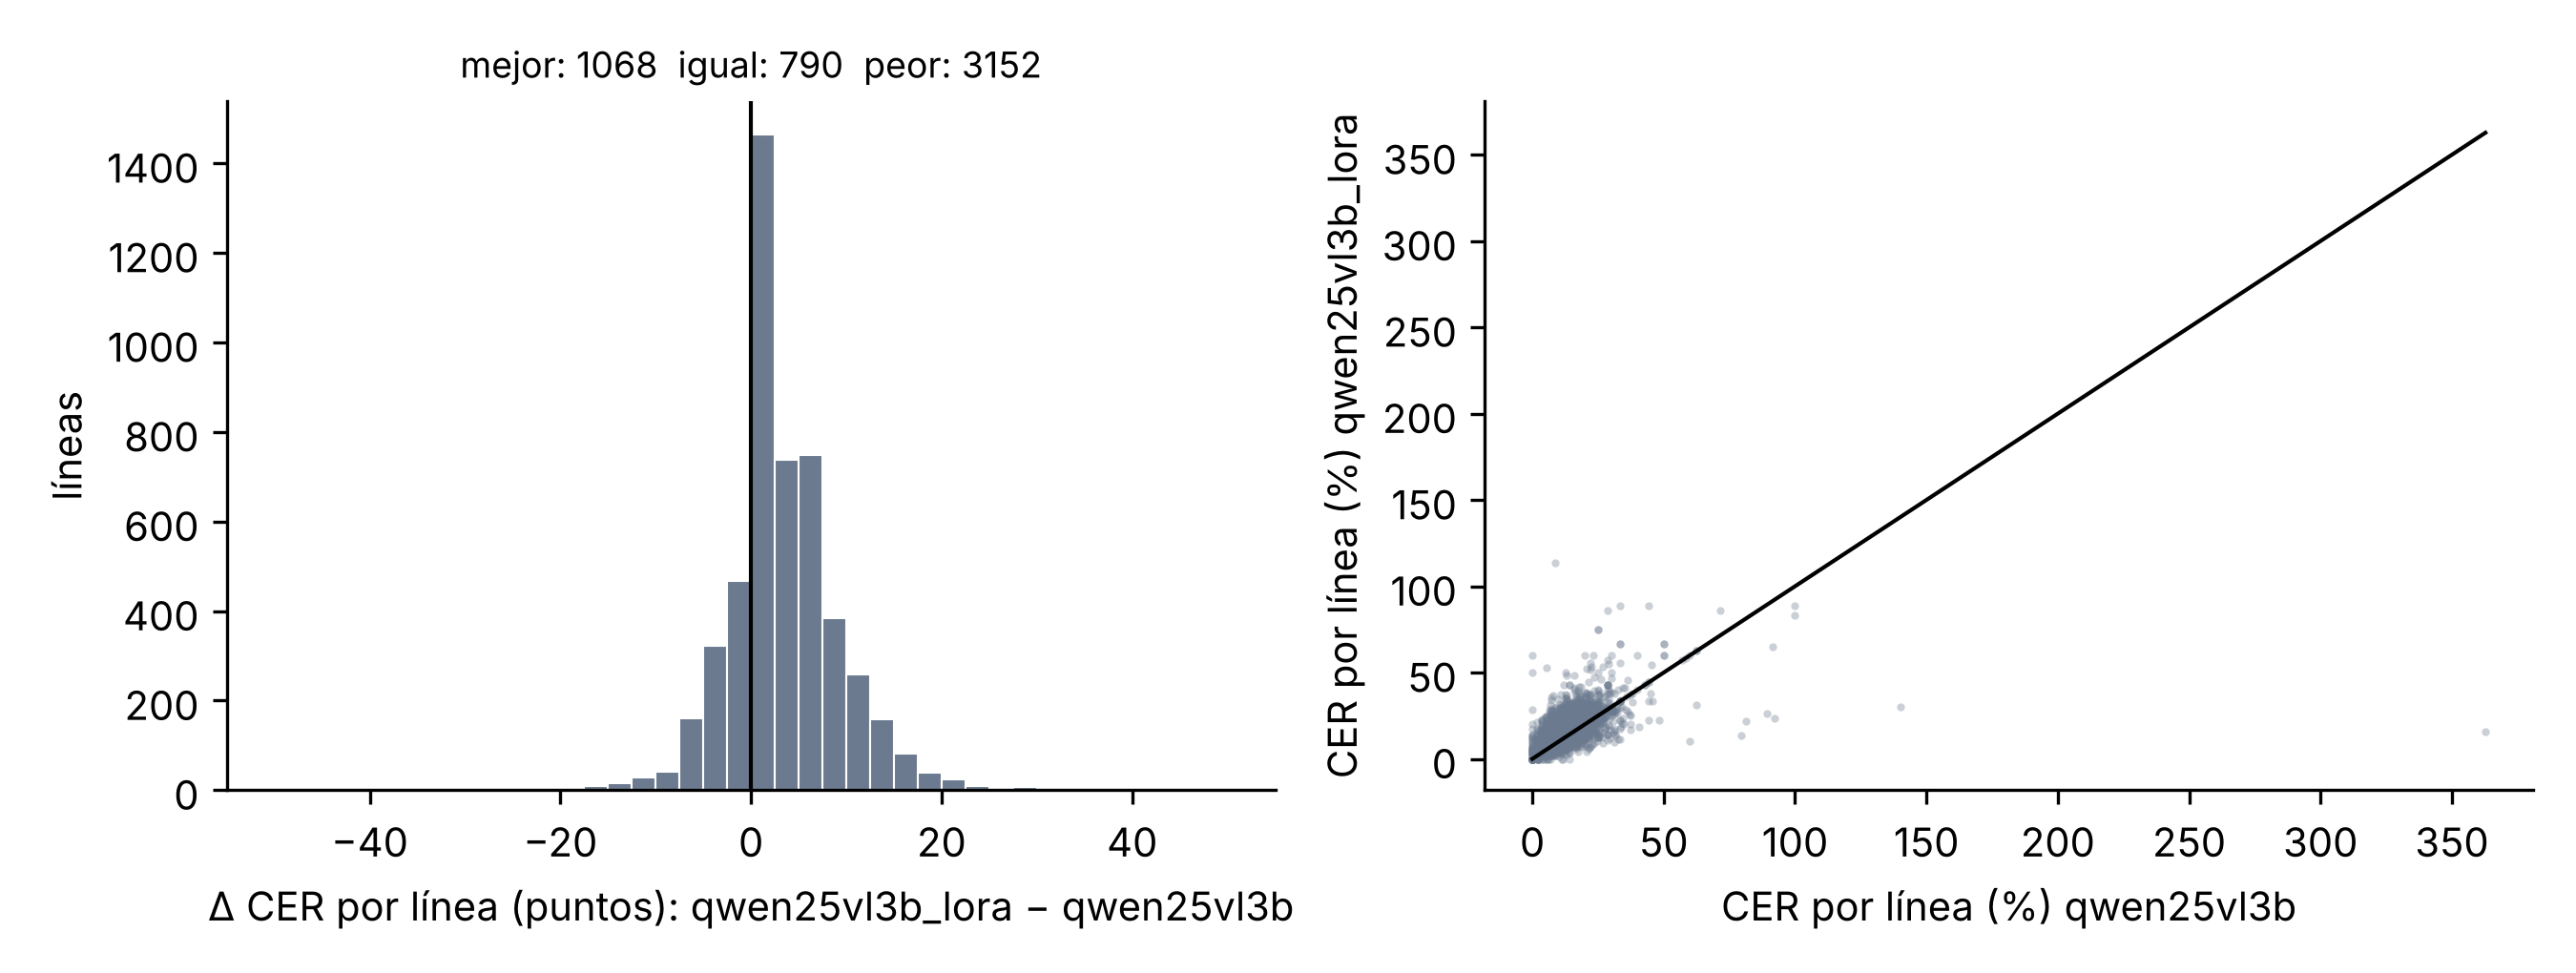 mejor: 1068  igual: 790  peor: 3152
líneas
1400
1200
1000
800
600
400
200
0
−40 −20 0 20 40
Δ CER por línea (puntos): qwen25vl3b_lora − qwen25vl3b
CER por línea (%) qwen25vl3b_lora
350
300
250
200
150
100
50
0
0 50 100 150 200 250 300 350
CER por línea (%) qwen25vl3b